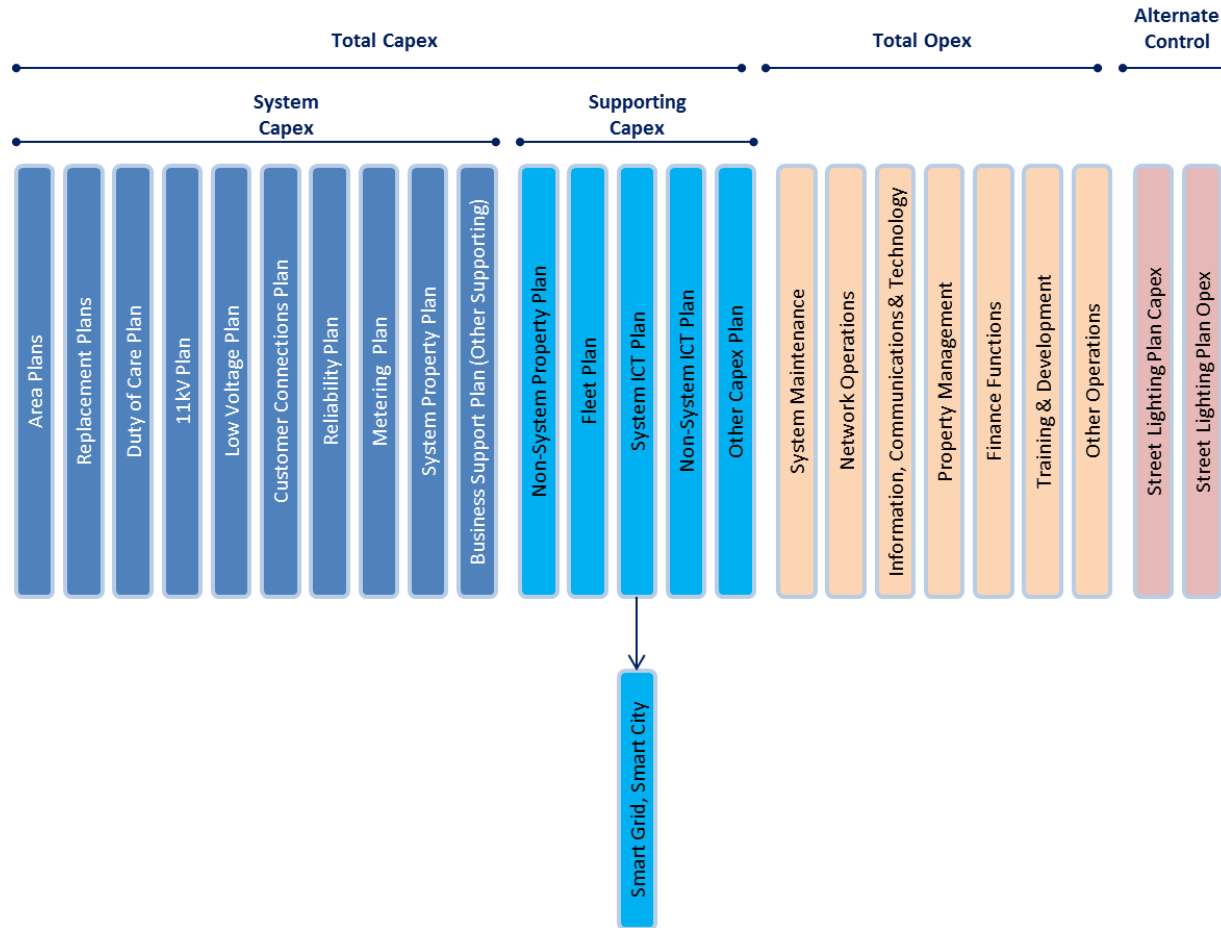 Total Capex
Total Opex
Alternate
Control
System
Capex
Supporting
Capex
Area Plans
Replacement Plans
Duty of Care Plan
11kV Plan
Low Voltage Plan
Customer Connections Plan
Reliability Plan
Metering Plan
System Property Plan
Business Support Plan (Other Supporting)
Non-System Property Plan
Fleet Plan
System ICT Plan
Non-System ICT Plan
Other Capex Plan
System Maintenance
Network Operations
Information, Communications & Technology
Property Management
Finance Functions
Training & Development
Other Operations
Street Lighting Plan Capex
Street Lighting Plan Opex
Smart Grid, Smart City